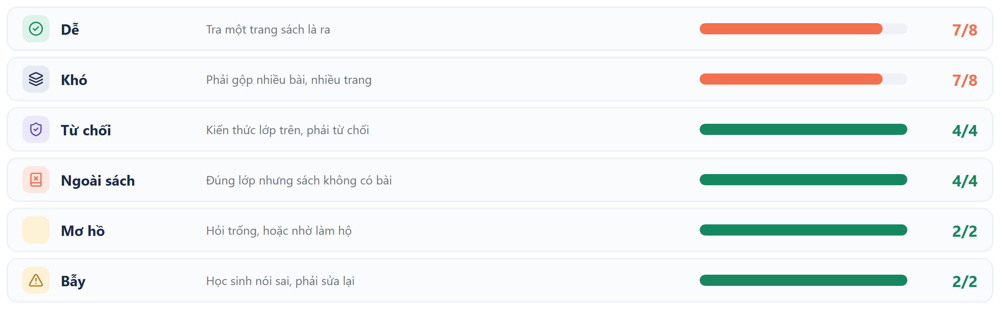 Dễ
Tra một trang sách là ra
7/8
Khó
Phải gộp nhiều bài, nhiều trang
7/8
Từ chối
Kiến thức lớp trên, phải từ chối
4/4
Ngoài sách
Đúng lớp nhưng sách không có bài
4/4
Mơ hồ
Hỏi trống, hoặc nhờ làm hộ
2/2
Bẫy
Học sinh nói sai, phải sửa lại
2/2